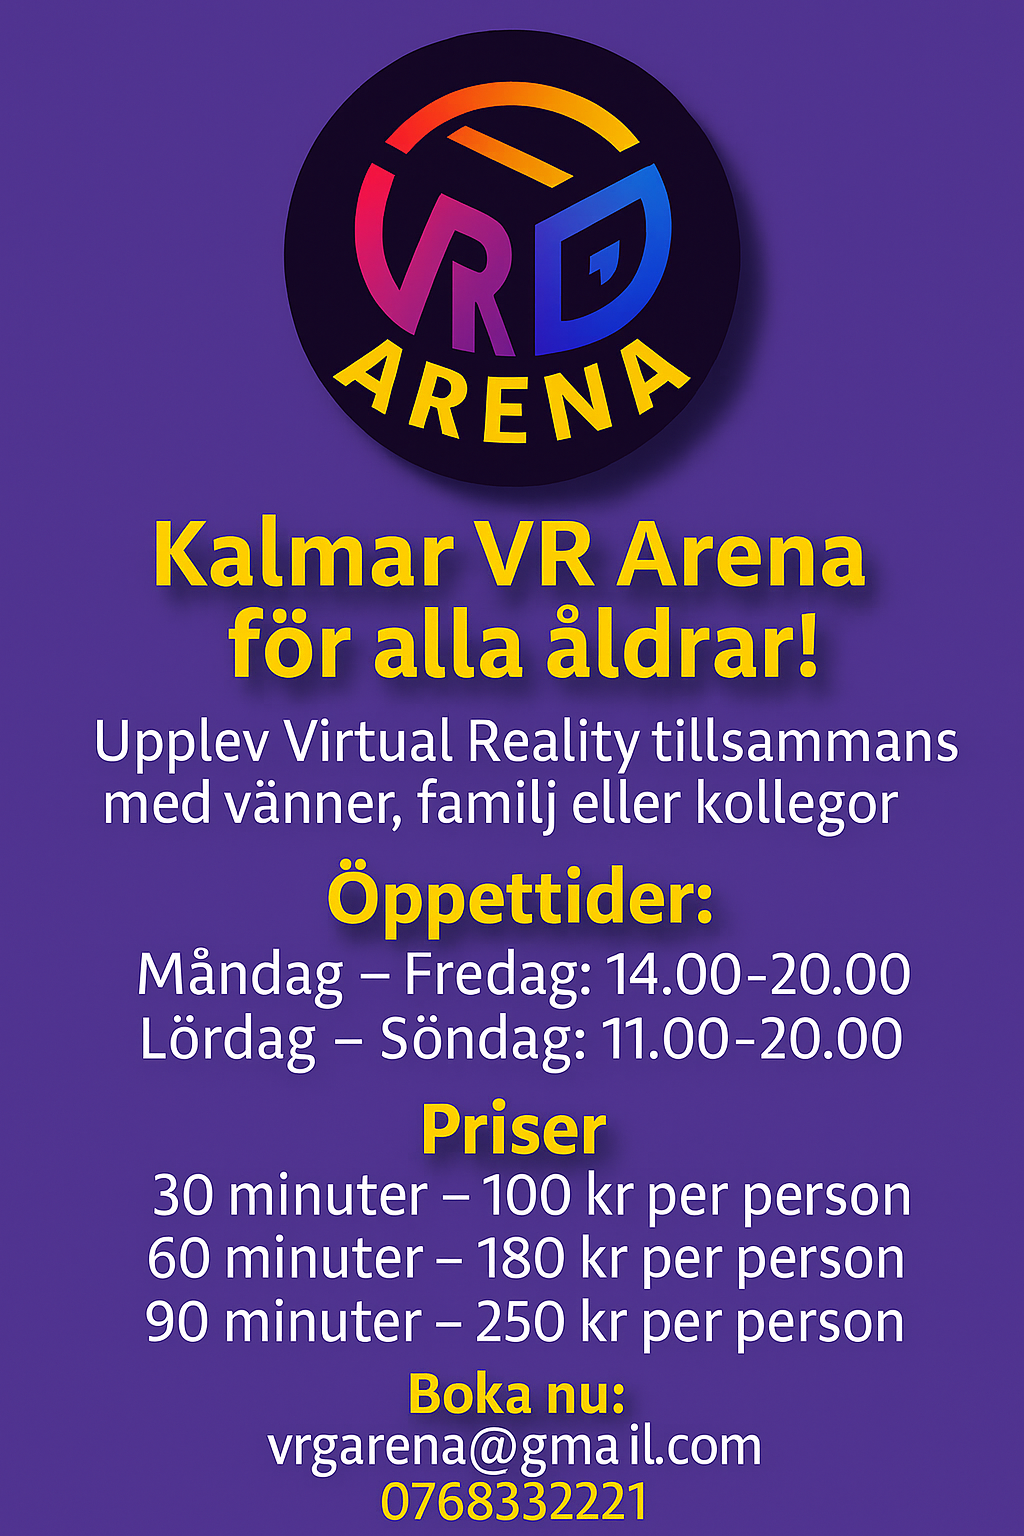 VR
ARENA
Kalmar VR Arena
för alla åldrar!
Upplev Virtual Reality tillsammans
med vänner, familj eller kollegor
Öppettider:
Måndag – Fredag: 14.00-20.00
Lördag – Söndag: 11.00-20.00
Priser
30 minuter – 100 kr per person
60 minuter – 180 kr per person
90 minuter – 250 kr per person
Boka nu:
vrgarena@gmail.com
0768332221